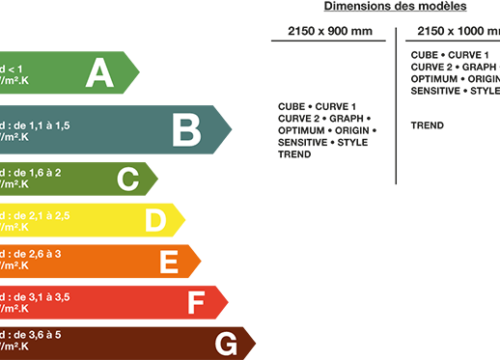 Dimensions des modèles
2150 x 900 mm
2150 x 1000 m
d < 1
/m².K
A
CUBE • CURVE 1
CURVE 2 • GRAPH •
OPTIMUM • ORIGIN
SENSITIVE • STYLE
TREND
d : de 1,1 à 1,5
/m².K
B
CUBE • CURVE 1
CURVE 2 • GRAPH •
OPTIMUM • ORIGIN •
SENSITIVE • STYLE
TREND
d : de 1,6 à 2
/m².K
C
d : de 2,1 à 2,5
/m².K
D
d : de 2,6 à 3
/m².K
E
d : de 3,1 à 3,5
/m².K
F
d : de 3,6 à 5
/m².K
G